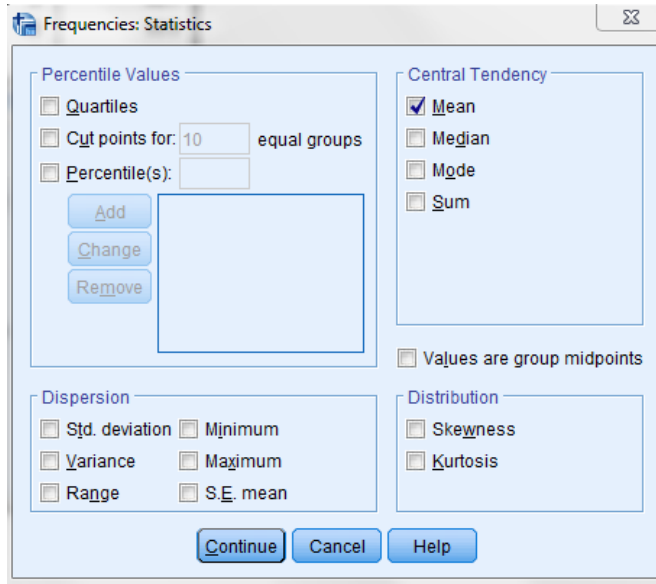 Frequencies: Statistics
Percentile Values
Quartiles
Cut points for: 10 equal groups
Percentile(s):
Add
Change
Remove
Central Tendency
Mean
Median
Mode
Sum
Values are group midpoints
Dispersion
Std. deviation Minimum
Variance Maximum
Range S.E. mean
Distribution
Skewness
Kurtosis
Continue Cancel Help